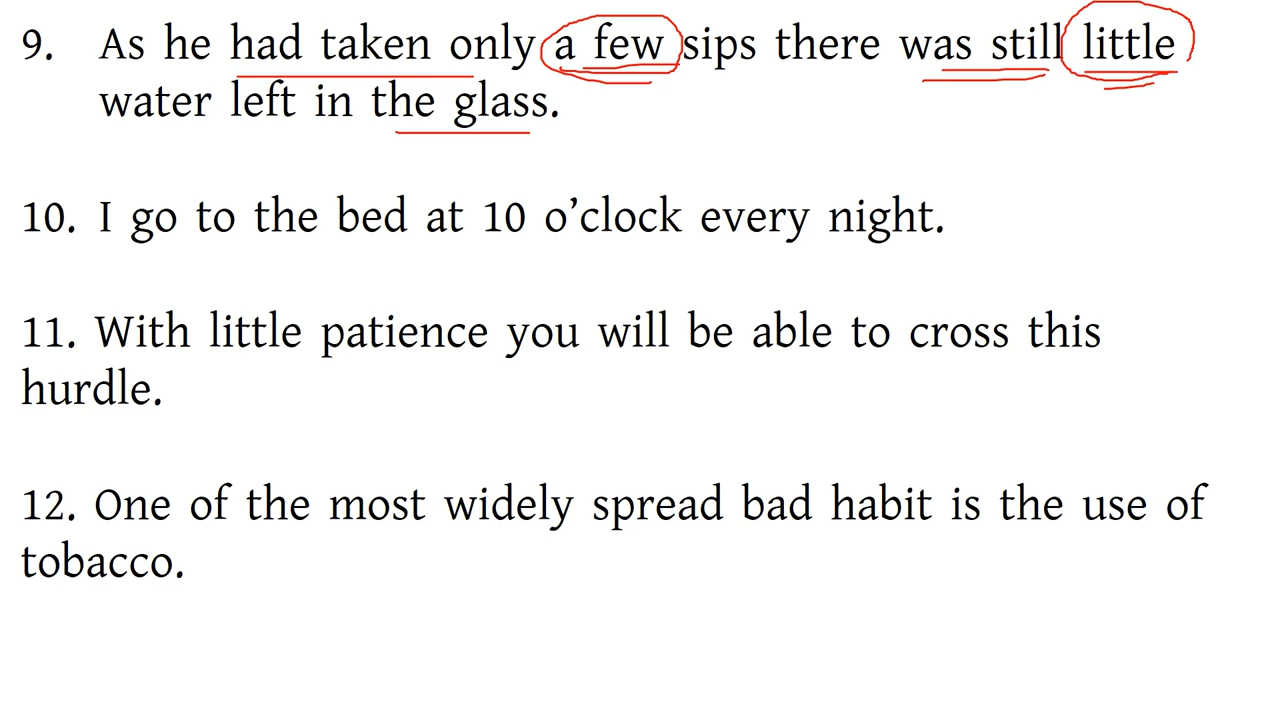 9. As he had taken only a few sips there was still little
water left in the glass.
10. I go to the bed at 10 o’clock every night.
11. With little patience you will be able to cross this
hurdle.
12. One of the most widely spread bad habit is the use of
tobacco.